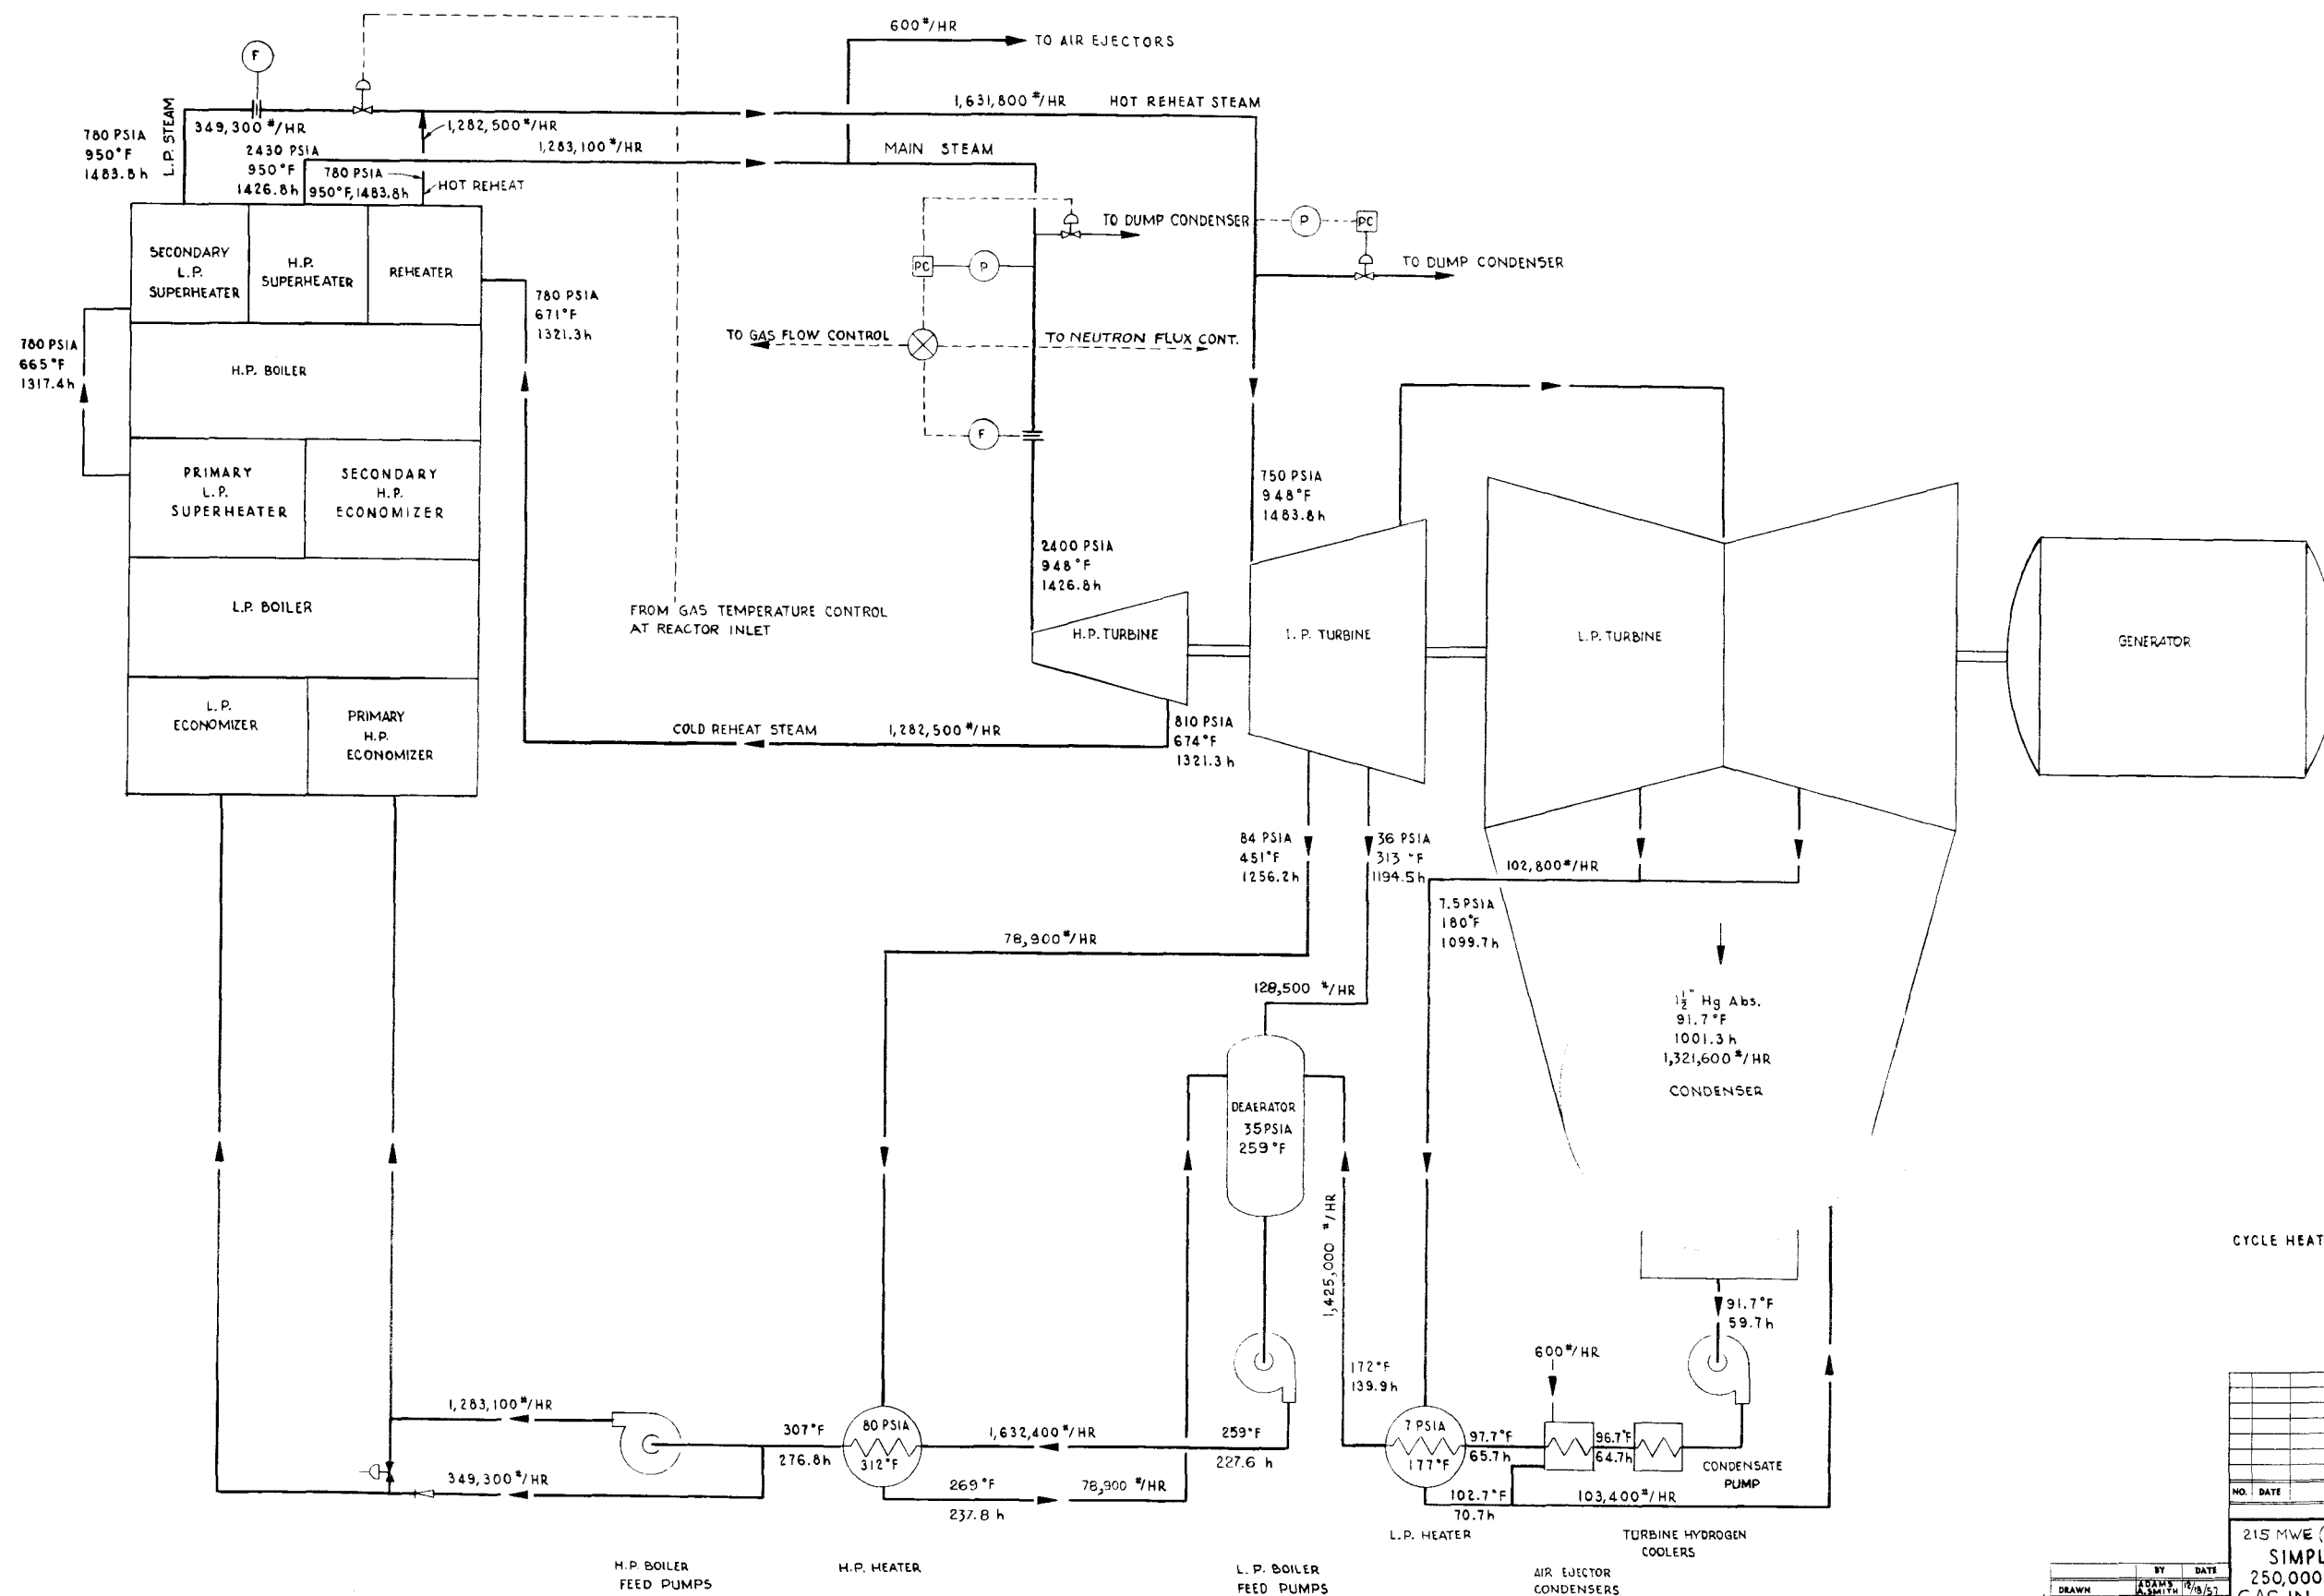 600#/HR
TO AIR EJECTORS
F
L.P. STEAM
780 PSIA
950°F
1483.8h
349,300 #/HR
2430 PSIA
950°F
1426.8h
1,282,500#/HR
1,283,100#/HR
780 PSIA
950°F,1483.8h
HOT REHEAT
1,631,800 #/HR HOT REHEAT STEAM
MAIN STEAM
SECONDARY
L.P.
SUPERHEATER
H.P.
SUPERHEATER
REHEATER
780 PSIA
671°F
1321.3h
TO DUMP CONDENSER
P
PC
TO DUMP CONDENSER
PC
P
TO GAS FLOW CONTROL
TO NEUTRON FLUX CONT.
F
780 PSIA
665°F
1317.4h
H.P. BOILER
PRIMARY
L.P.
SUPERHEATER
SECONDARY
H.P.
ECONOMIZER
L.P. BOILER
L.P.
ECONOMIZER
PRIMARY
H.P.
ECONOMIZER
FROM GAS TEMPERATURE CONTROL
AT REACTOR INLET
750 PSIA
948°F
1483.8h
2400 PSIA
948°F
1426.8h
H.P. TURBINE
I.P. TURBINE
L.P. TURBINE
GENERATOR
COLD REHEAT STEAM
1,282,500#/HR
810 PSIA
674°F
1321.3h
84 PSIA
451°F
1256.2h
36 PSIA
313 °F
1194.5h
102,800#/HR
7.5PSIA
180°F
1099.7h
78,900#/HR
128,500 #/HR
1½" Hg Abs.
91.7°F
1001.3h
1,321,600#/HR
CONDENSER
DEAERATOR
35PSIA
259°F
1,425,000 #/HR
CYCLE HEAT
91.7°F
59.7h
172°F
139.9h
600#/HR
1,283,100#/HR
307°F
276.8h
80 PSIA
312°F
1,632,400#/HR
259°F
227.6 h
7 PSIA
177°F
97.7°F
65.7h
96.7°F
64.7h
CONDENSATE
PUMP
349,300#/HR
269°F
237.8 h
78,900 #/HR
102.7°F
70.7h
103,400#/HR
L.P. HEATER
TURBINE HYDROGEN
COOLERS
H.P. BOILER
FEED PUMPS
H.P. HEATER
L.P. BOILER
FEED PUMPS
AIR EJECTOR
CONDENSERS
NO. DATE
215 MWE (
SIMPL
250,000
GAS IN
BY DATE
DRAWN
ADAMS
A.SMITH
12/13/57